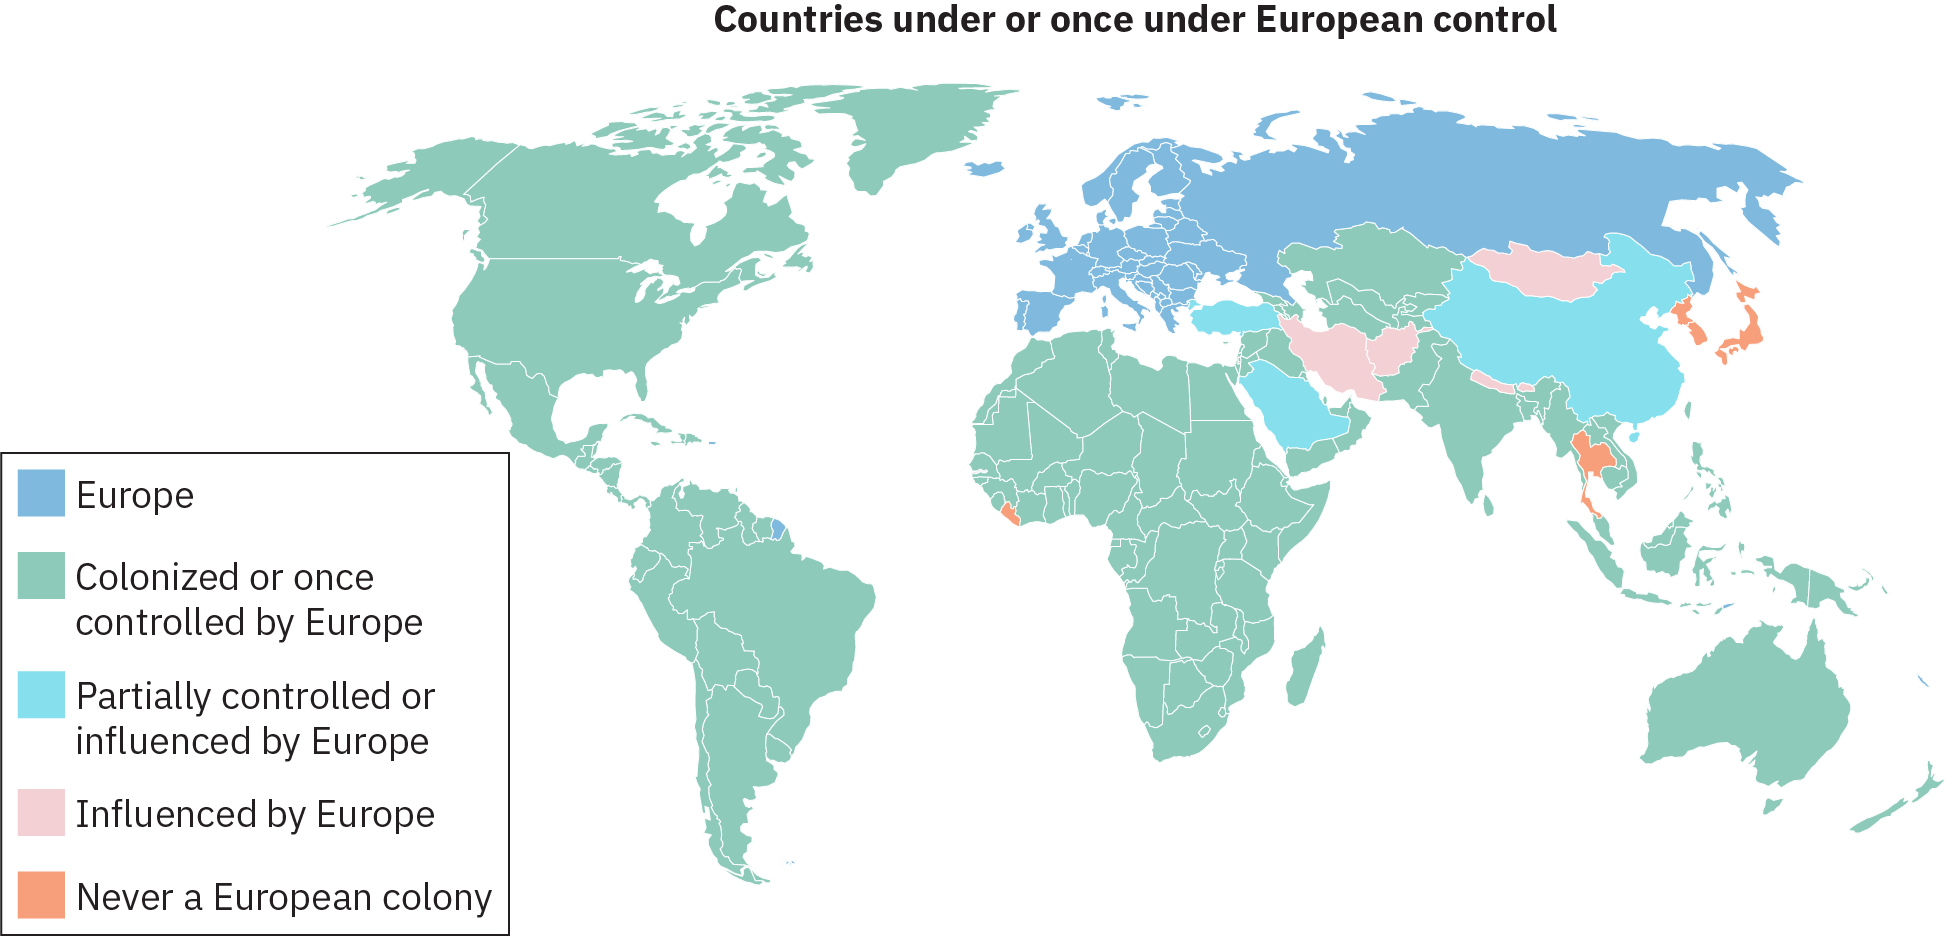 Countries under or once under European control
Europe
Colonized or once
controlled by Europe
Partially controlled or
influenced by Europe
Influenced by Europe
Never a European colony